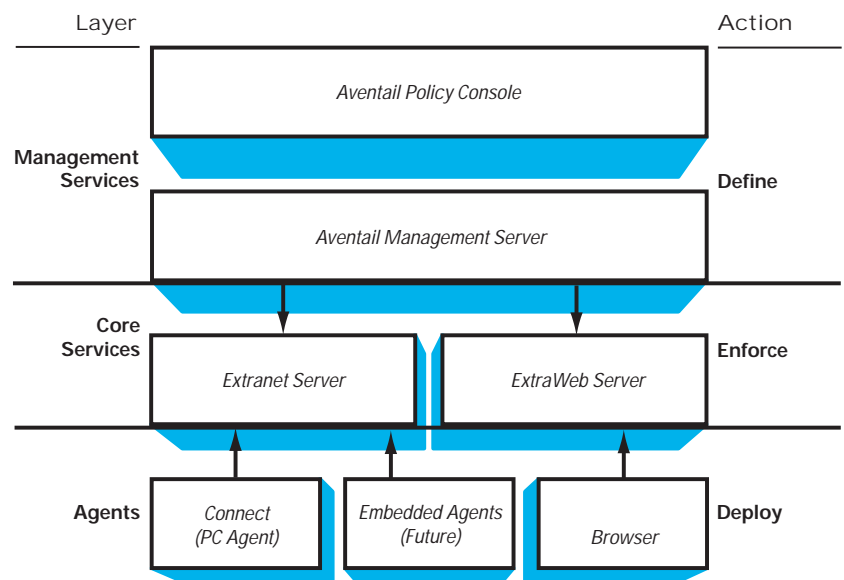 Layer
Action
Aventail Policy Console
Management
Services
Define
Aventail Management Server
Core
Services
Enforce
Extranet Server
ExtraWeb Server
Agents
Connect
(PC Agent)
Embedded Agents
(Future)
Browser
Deploy